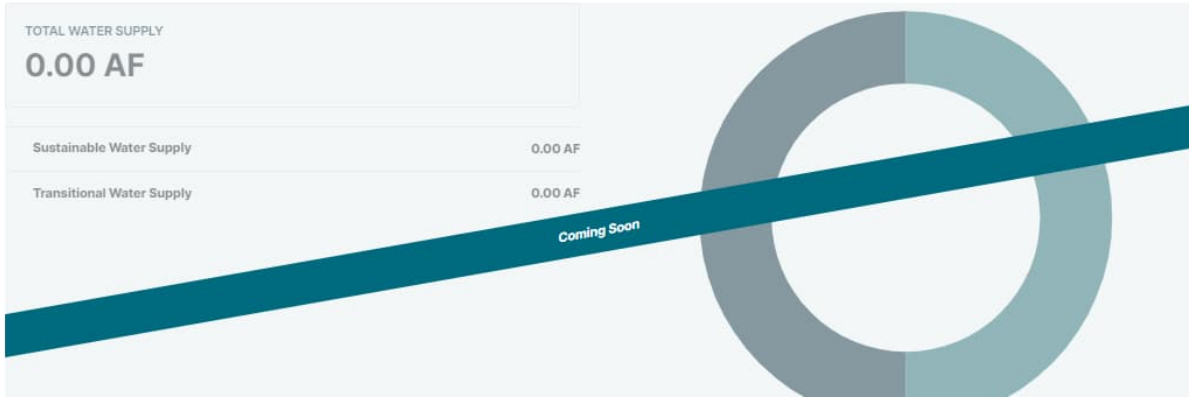 TOTAL WATER SUPPLY
0.00 AF
Sustainable Water Supply 0.00 AF
Transitional Water Supply 0.00 AF
Coming Soon